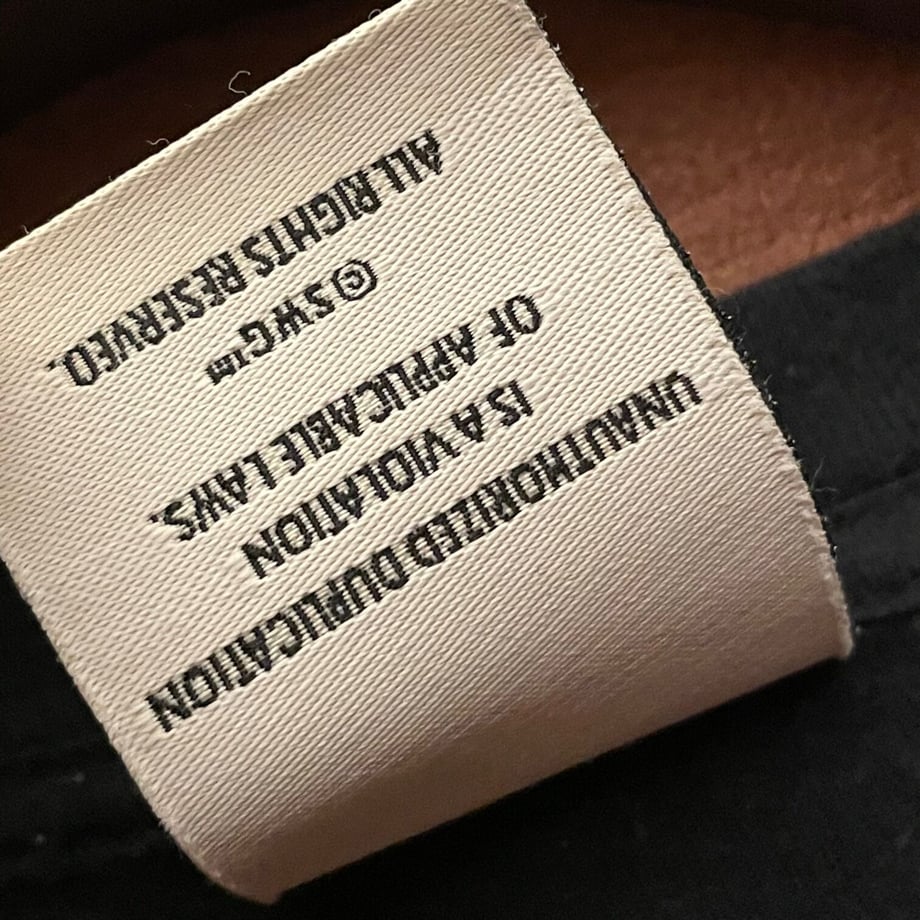 UNAUTHORIZED DUPLICATION
IS A VIOLATION
OF APPLICABLE LAWS.
© SWG™
ALL RIGHTS RESERVED.